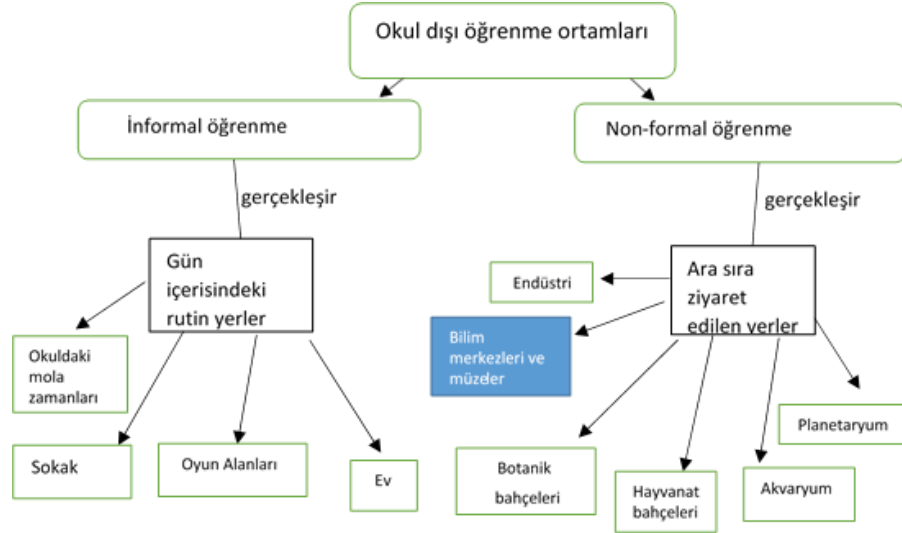 Okul dışı öğrenme ortamları
İnformal öğrenme
Non-formal öğrenme
gerçekleşir
gerçekleşir
Gün
içerisindeki
rutin yerler
Ara sıra
ziyaret
edilen yerler
Endüstri
Bilim
merkezleri ve
müzeler
Okuldaki
mola
zamanları
Planetaryum
Sokak
Oyun Alanları
Ev
Botanik
bahçeleri
Hayvanat
bahçeleri
Akvaryum